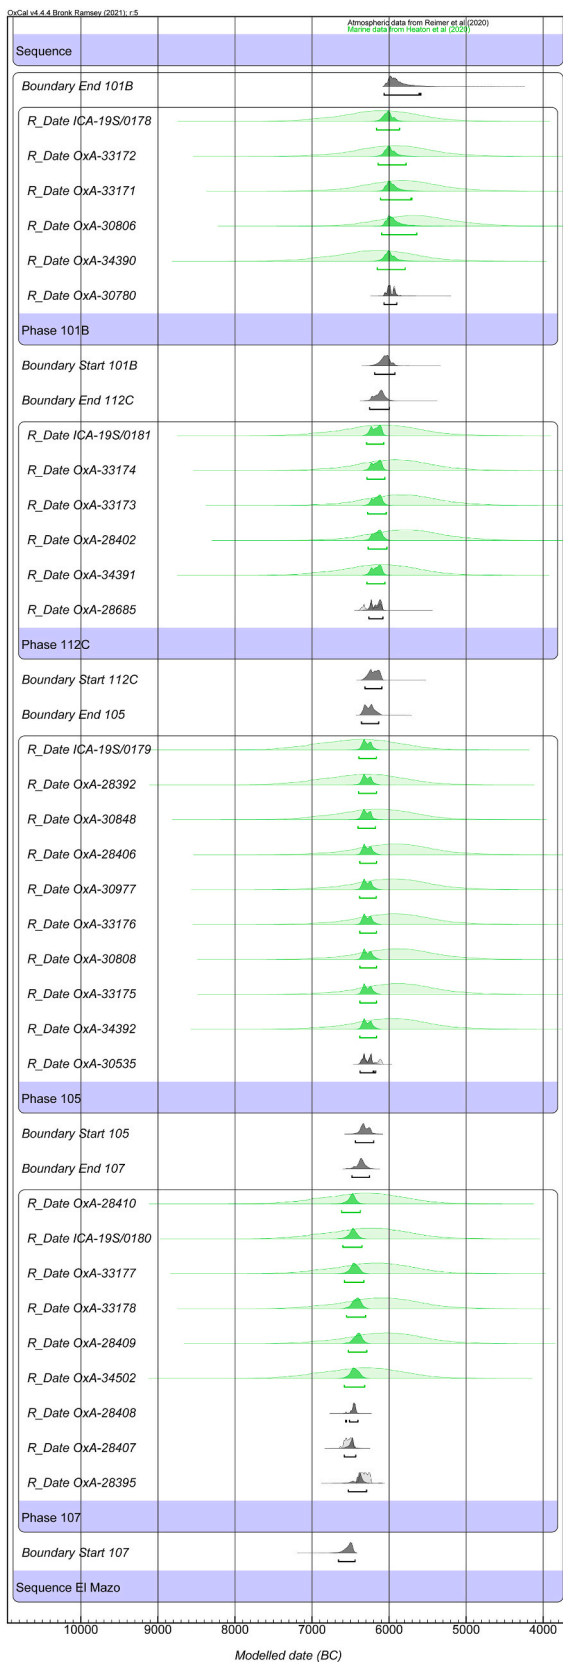 OxCal v4.4.4 Bronk Ramsey (2021); r:5
Atmospheric data from Reimer et al (2020)
Marine data from Heaton et al (2020)
Sequence
Boundary End 101B
R_Date ICA-19S/0178
R_Date OxA-33172
R_Date OxA-33171
R_Date OxA-30806
R_Date OxA-34390
R_Date OxA-30780
Phase 101B
Boundary Start 101B
Boundary End 112C
R_Date ICA-19S/0181
R_Date OxA-33174
R_Date OxA-33173
R_Date OxA-28402
R_Date OxA-34391
R_Date OxA-28685
Phase 112C
Boundary Start 112C
Boundary End 105
R_Date ICA-19S/0179
R_Date OxA-28392
R_Date OxA-30848
R_Date OxA-28406
R_Date OxA-30977
R_Date OxA-33176
R_Date OxA-30808
R_Date OxA-33175
R_Date OxA-34392
R_Date OxA-30535
Phase 105
Boundary Start 105
Boundary End 107
R_Date OxA-28410
R_Date ICA-19S/0180
R_Date OxA-33177
R_Date OxA-33178
R_Date OxA-28409
R_Date OxA-34502
R_Date OxA-28408
R_Date OxA-28407
R_Date OxA-28395
Phase 107
Boundary Start 107
Sequence El Mazo
10000 9000 8000 7000 6000 5000 4000
Modelled date (BC)